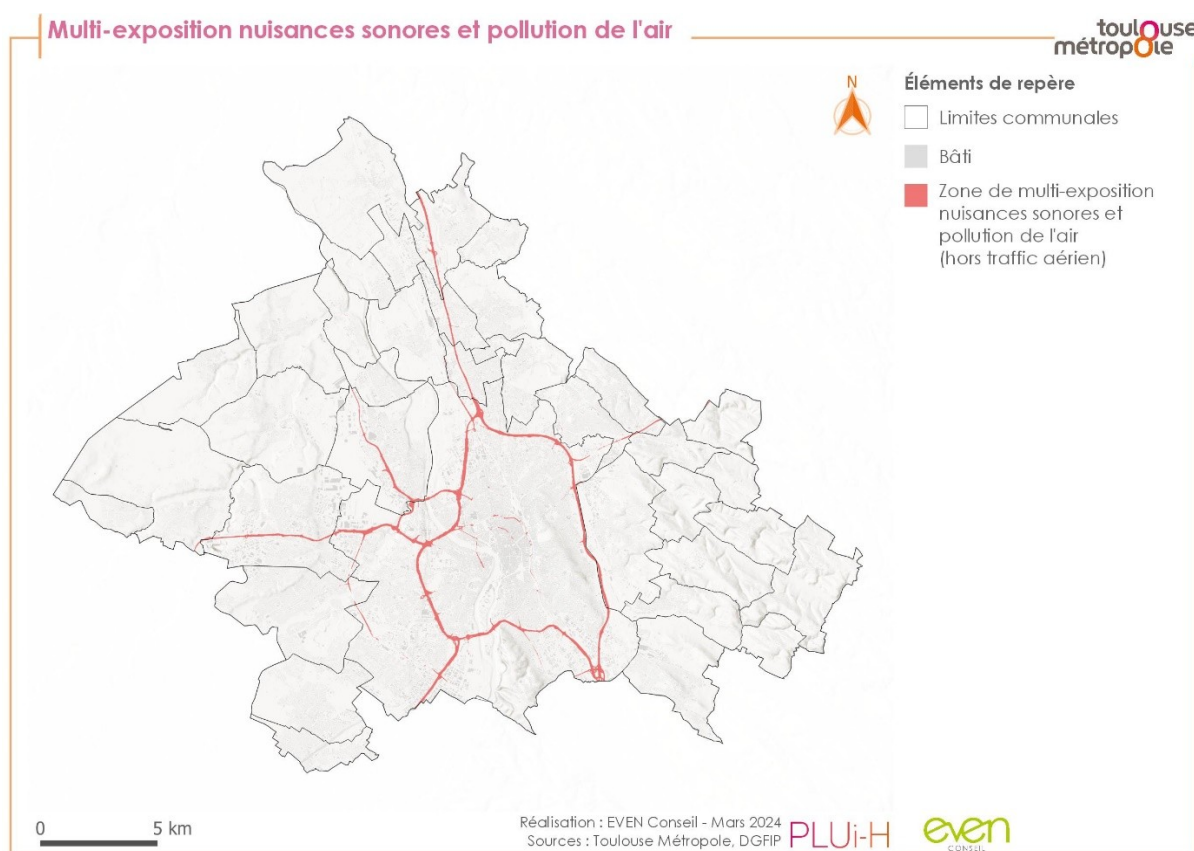 Multi-exposition nuisances sonores et pollution de l'air
toulouse
métropole
N
Éléments de repère
Limites communales
Bâti
Zone de multi-exposition
nuisances sonores et
pollution de l'air
(hors traffic aérien)
0 5 km
Réalisation : EVEN Conseil - Mars 2024
Sources : Toulouse Métropole, DGFIP
PLUi-H
even
CONSEIL